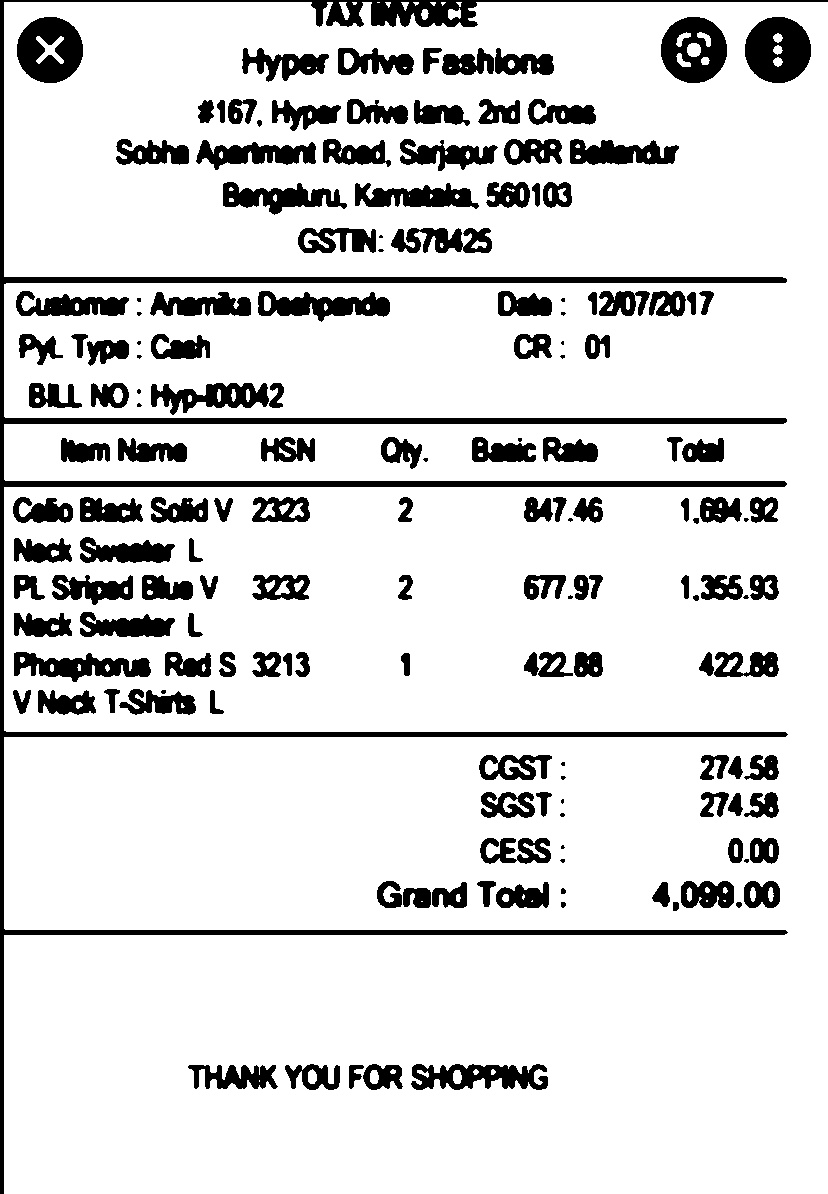 TAX INVOICE
Hyper Drive Fashions
#167, Hyper Drive lane, 2nd Cross
Sobha Apartment Road, Sarjapur ORR Bellandur
Bengaluru, Karnataka, 560103
GSTIN: 4578425
Customer : Anamika Deshpande Date : 12/07/2017
Pyt. Type : Cash CR : 01
BILL NO : Hyp-I00042
Item Name HSN Qty. Basic Rate Total
Celio Black Solid V 2323 2 847.46 1,694.92
Neck Sweater L
PL Striped Blue V 3232 2 677.97 1,355.93
Neck Sweater L
Phosphorus Red S 3213 1 422.88 422.88
V Neck T-Shirts L
CGST : 274.58
SGST : 274.58
CESS : 0.00
Grand Total : 4,099.00
THANK YOU FOR SHOPPING